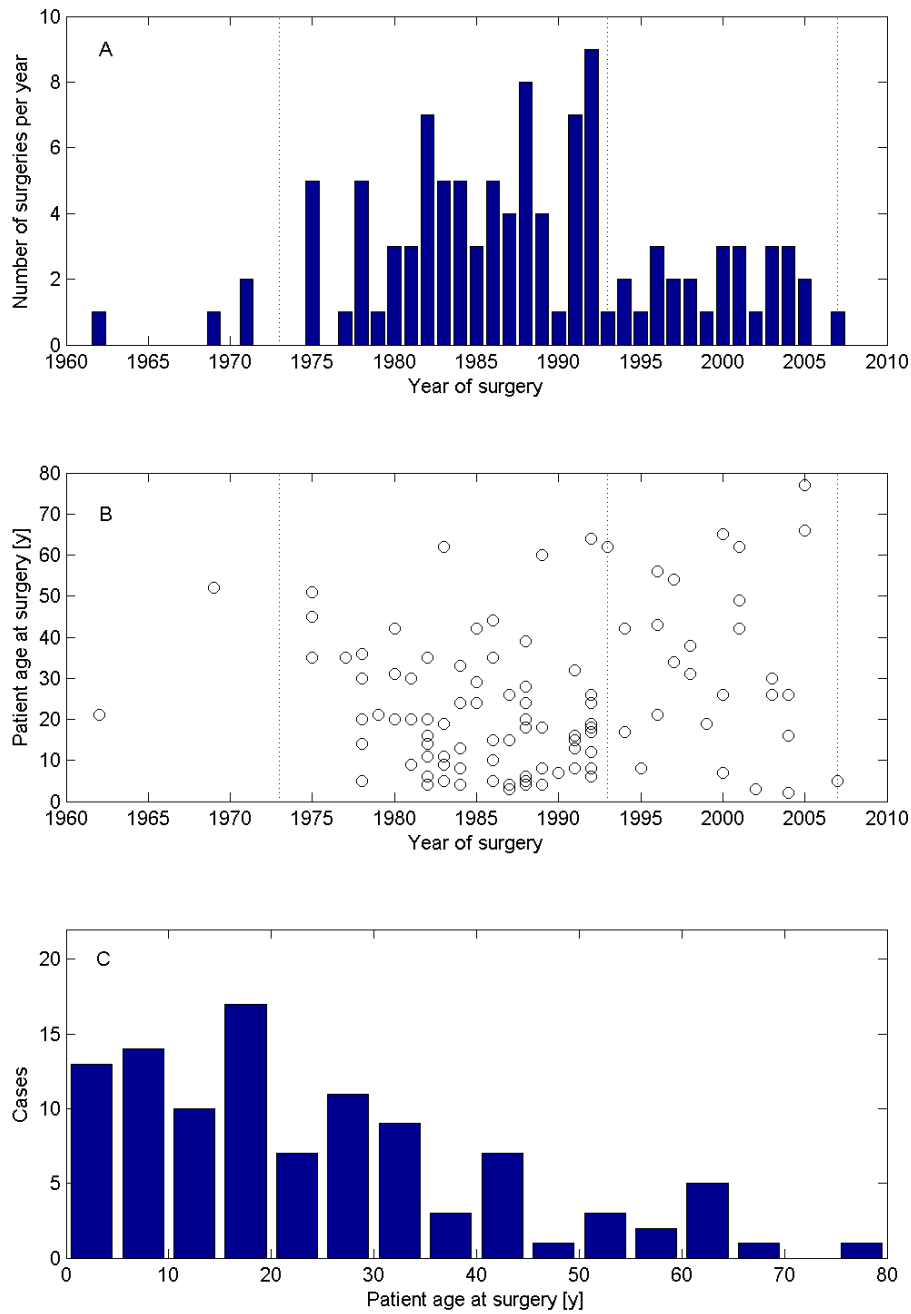 10
A
8
6
4
2
0
Number of surgeries per year
1960 1965 1970 1975 1980 1985 1990 1995 2000 2005 2010
Year of surgery
80
B
70
60
50
40
30
20
10
0
Patient age at surgery [y]
1960 1965 1970 1975 1980 1985 1990 1995 2000 2005 2010
Year of surgery
C
20
15
10
5
0
Cases
0 10 20 30 40 50 60 70 80
Patient age at surgery [y]